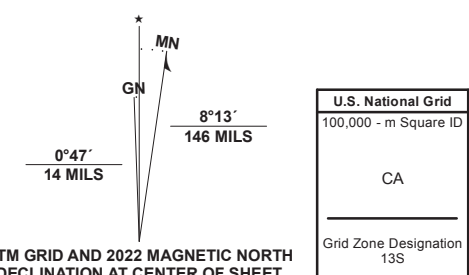 ★
MN
GN
8°13´
146 MILS
0°47´
14 MILS
TM GRID AND 2022 MAGNETIC NORTH
DECLINATION AT CENTER OF SHEET
U.S. National Grid
100,000 - m Square ID
CA
Grid Zone Designation
13S